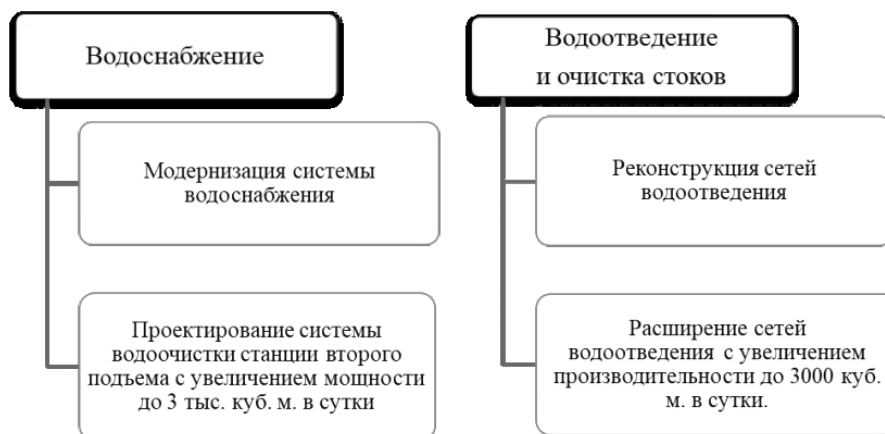 Водоснабжение
Модернизация системы
водоснабжения
Проектирование системы
водоочистки станции второго
подъема с увеличением мощности
до 3 тыс. куб. м. в сутки
Водоотведение
и очистка стоков
Реконструкция сетей
водоотведения
Расширение сетей
водоотведения с увеличением
производительности до 3000 куб.
м. в сутки.